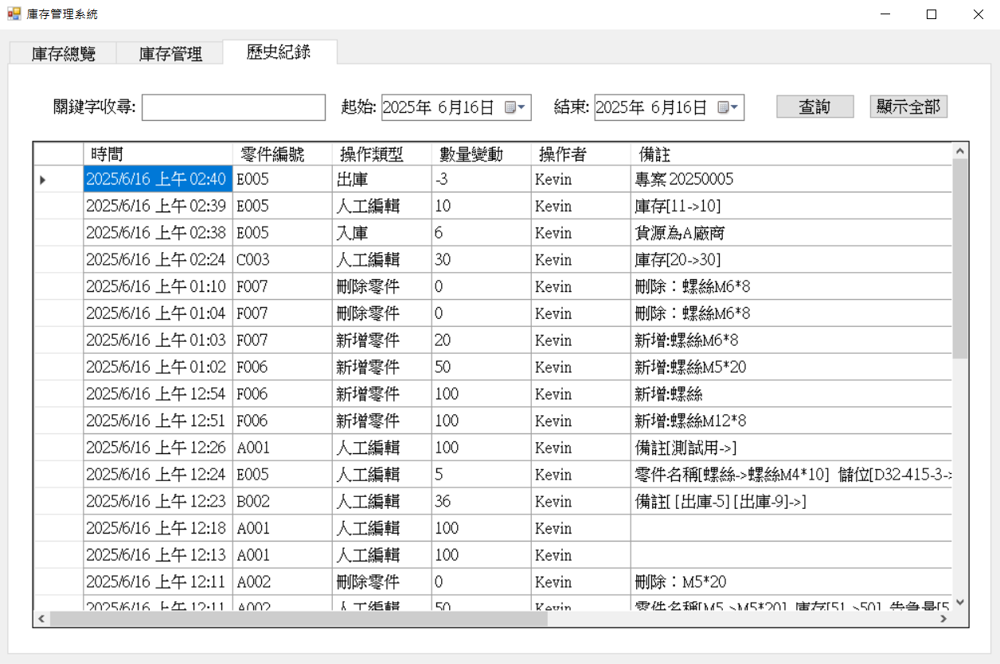 庫存管理系統
庫存總覽 庫存管理 歷史紀錄
關鍵字收尋: 起始: 2025年 6月16日 結束: 2025年 6月16日 查詢 顯示全部
時間 零件編號 操作類型 數量變動 操作者 備註
2025/6/16 上午 02:40 E005 出庫 -3 Kevin 專案20250005
2025/6/16 上午 02:39 E005 人工編輯 10 Kevin 庫存[11->10]
2025/6/16 上午 02:38 E005 入庫 6 Kevin 貨源為A廠商
2025/6/16 上午 02:24 C003 人工編輯 30 Kevin 庫存[20->30]
2025/6/16 上午 01:10 F007 刪除零件 0 Kevin 刪除：螺絲M6*8
2025/6/16 上午 01:04 F007 刪除零件 0 Kevin 刪除：螺絲M6*8
2025/6/16 上午 01:03 F007 新增零件 20 Kevin 新增:螺絲M6*8
2025/6/16 上午 01:02 F006 新增零件 50 Kevin 新增:螺絲M5*20
2025/6/16 上午 12:54 F006 新增零件 100 Kevin 新增:螺絲
2025/6/16 上午 12:51 F006 新增零件 100 Kevin 新增:螺絲M12*8
2025/6/16 上午 12:26 A001 人工編輯 100 Kevin 備註[測試用->]
2025/6/16 上午 12:24 E005 人工編輯 5 Kevin 零件名稱[螺絲->螺絲M4*10] 儲位[D32-415-3->
2025/6/16 上午 12:23 B002 人工編輯 36 Kevin 備註[ [出庫-5] [出庫-9]->]
2025/6/16 上午 12:18 A001 人工編輯 100 Kevin
2025/6/16 上午 12:13 A001 人工編輯 100 Kevin
2025/6/16 上午 12:11 A002 刪除零件 0 Kevin 刪除：M5*20
2025/6/16 上午 12:11 A002 人工編輯 50 Kevin 零件名稱[M5->M5*20] 庫存[51->50]